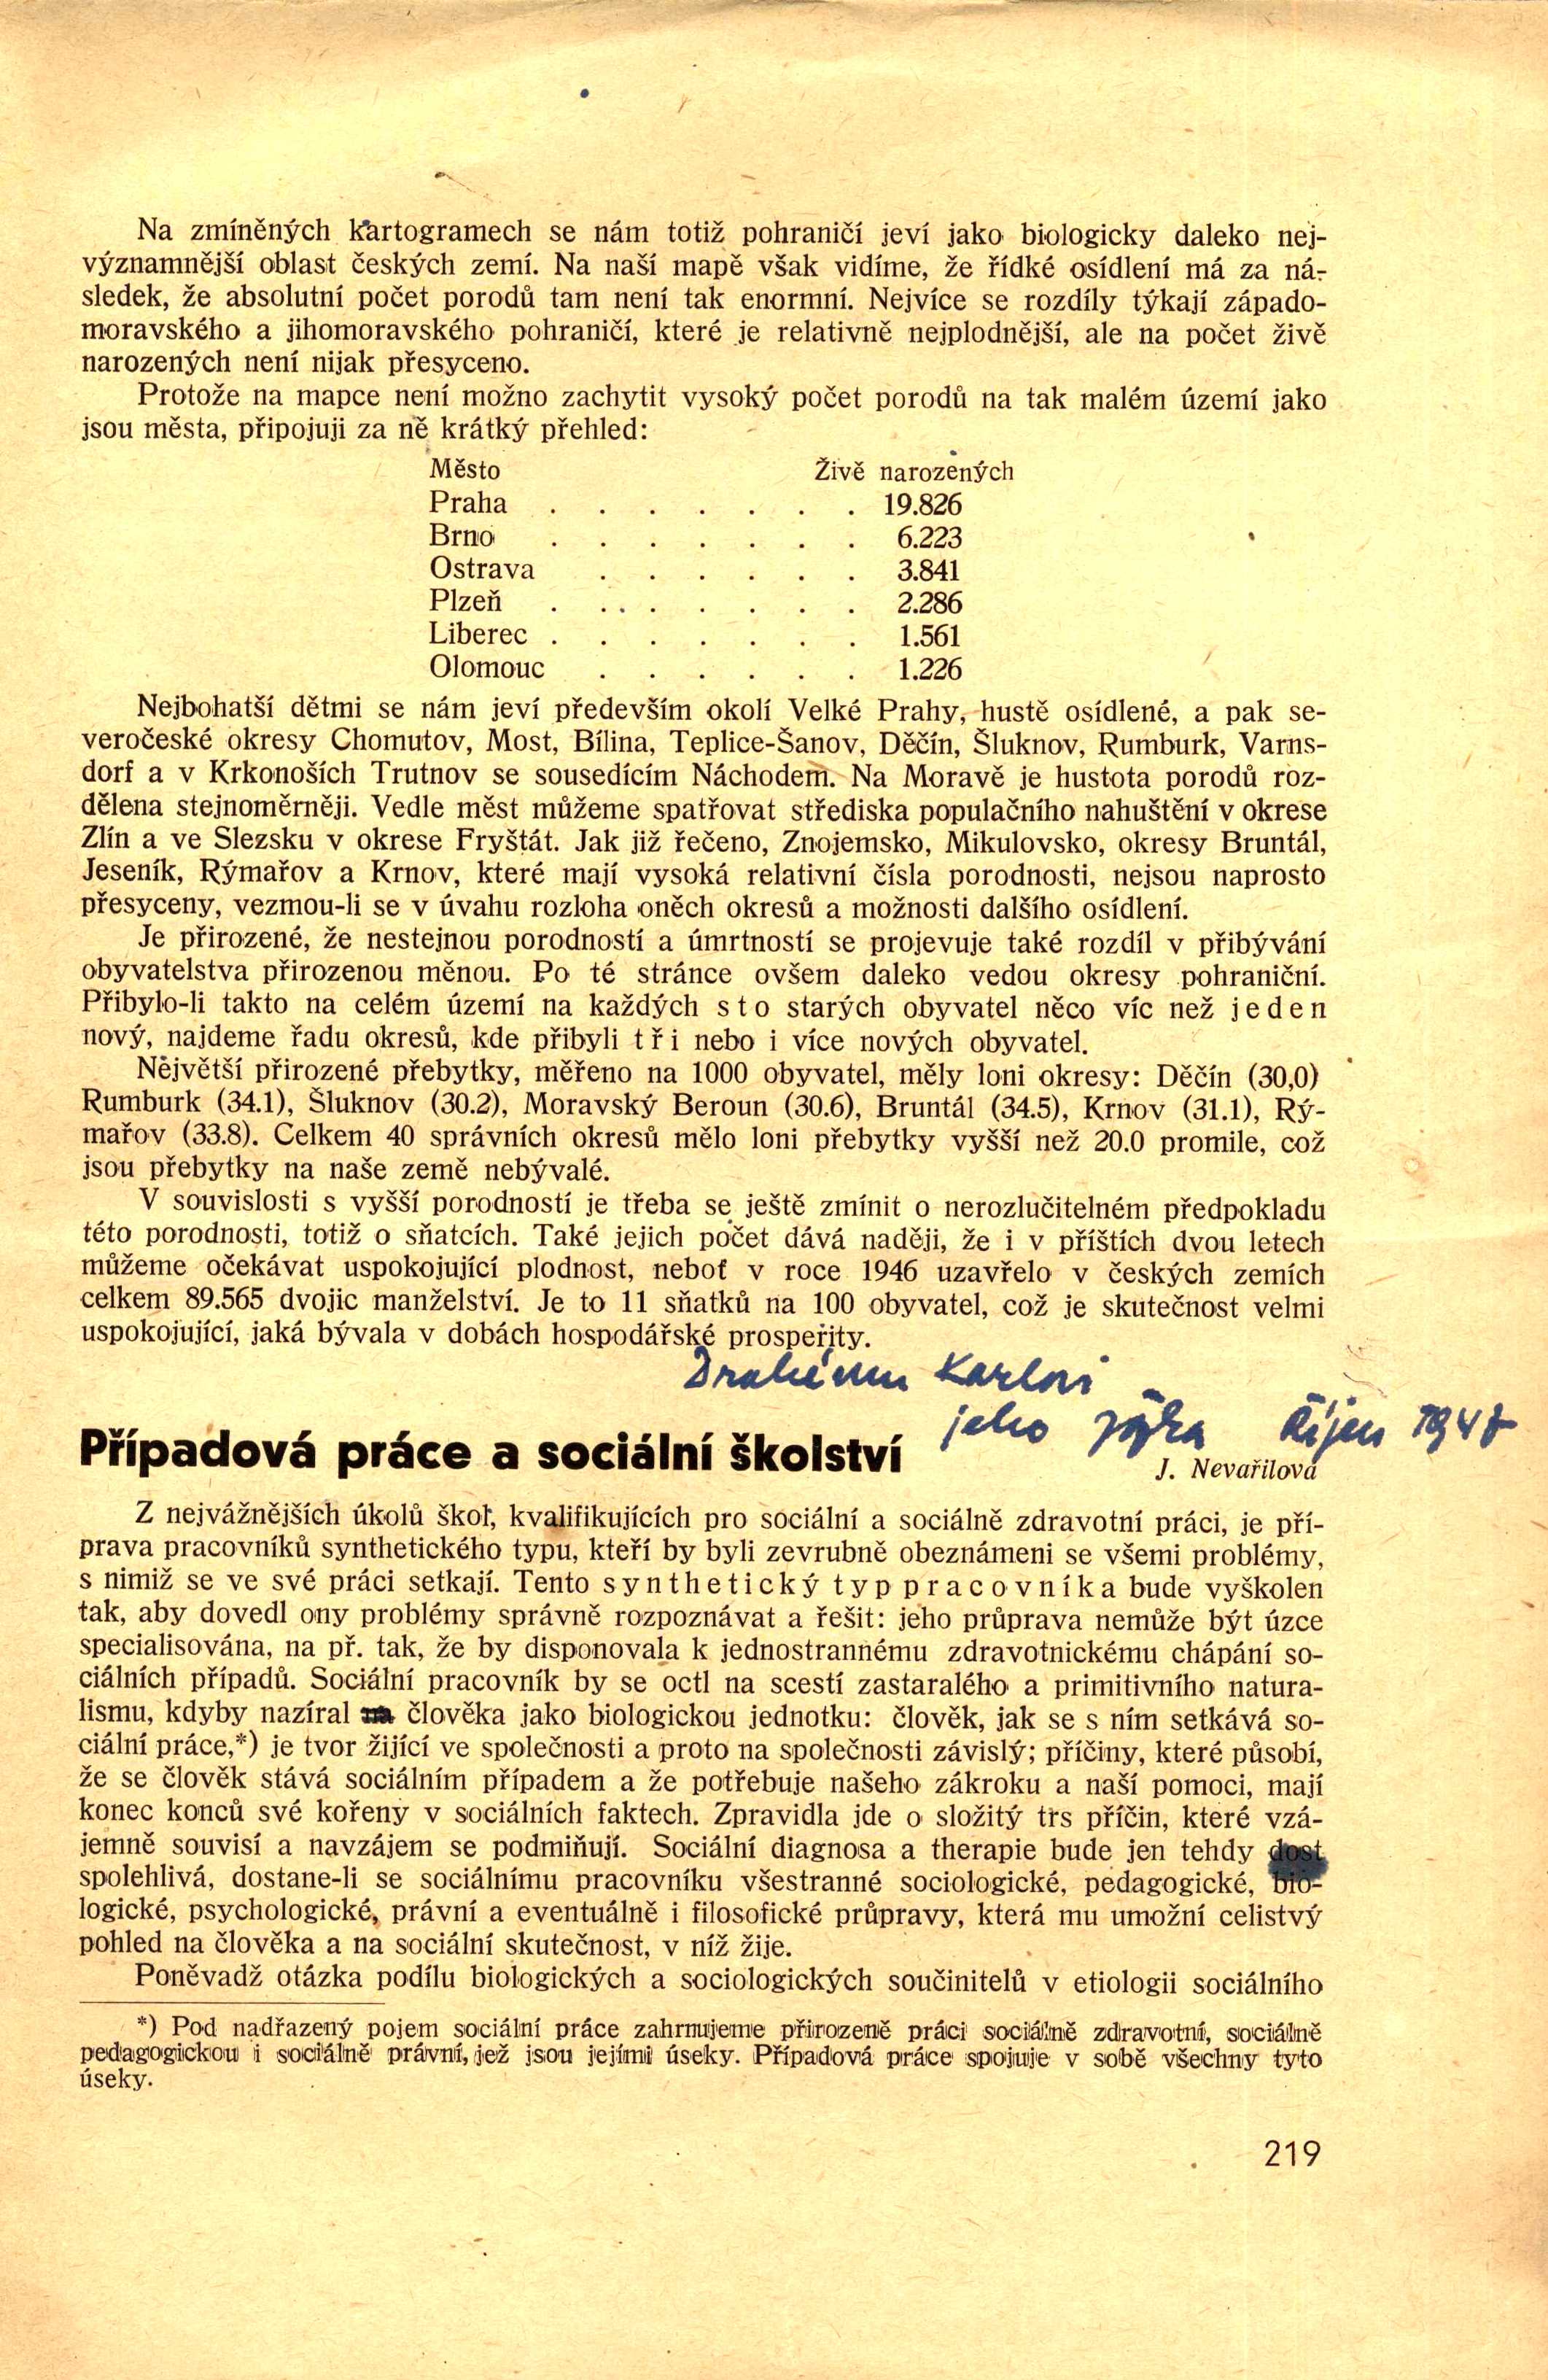 Na zmíněných kartogramech se nám totiž pohraničí jeví jako biologicky daleko nej-
významnější oblast českých zemí. Na naší mapě však vidíme, že řídké osídlení má za ná-
sledek, že absolutní počet porodů tam není tak enormní. Nejvíce se rozdíly týkají západo-
moravského a jihomoravského pohraničí, které je relativně nejplodnější, ale na počet živě
narozených není nijak přesyceno.
Protože na mapce není možno zachytit vysoký počet porodů na tak malém území jako
jsou města, připojuji za ně krátký přehled:
Město Živě narozených
Praha . . . . . . . 19.826
Brno . . . . . . . 6.223
Ostrava . . . . . . 3.841
Plzeň . . . . . . . 2.286
Liberec . . . . . . . 1.561
Olomouc . . . . . . 1.226
Nejbohatší dětmi se nám jeví především okolí Velké Prahy, hustě osídlené, a pak se-
veročeské okresy Chomutov, Most, Bílina, Teplice-Šanov, Děčín, Šluknov, Rumburk, Varns-
dorf a v Krkonoších Trutnov se sousedícím Náchodem. Na Moravě je hustota porodů roz-
dělena stejnoměrněji. Vedle měst můžeme spatřovat střediska populačního nahuštění v okrese
Zlín a ve Slezsku v okrese Fryštát. Jak již řečeno, Znojemsko, Mikulovsko, okresy Bruntál,
Jeseník, Rýmařov a Krnov, které mají vysoká relativní čísla porodnosti, nejsou naprosto
přesyceny, vezmou-li se v úvahu rozloha oněch okresů a možnosti dalšího osídlení.
Je přirozené, že nestejnou porodností a úmrtností se projevuje také rozdíl v přibývání
obyvatelstva přirozenou měnou. Po té stránce ovšem daleko vedou okresy pohraniční.
Přibylo-li takto na celém území na každých sto starých obyvatel něco víc než jeden
nový, najdeme řadu okresů, kde přibyli tři nebo i více nových obyvatel.
Největší přirozené přebytky, měřeno na 1000 obyvatel, měly loni okresy: Děčín (30,0)
Rumburk (34.1), Šluknov (30.2), Moravský Beroun (30.6), Bruntál (34.5), Krnov (31.1), Rý-
mařov (33.8). Celkem 40 správních okresů mělo loni přebytky vyšší než 20.0 promile, což
jsou přebytky na naše země nebývalé.
V souvislosti s vyšší porodností je třeba se ještě zmínit o nerozlučitelném předpokladu
této porodnosti, totiž o sňatcích. Také jejich počet dává naději, že i v příštích dvou letech
můžeme očekávat uspokojující plodnost, neboť v roce 1946 uzavřelo v českých zemích
celkem 89.565 dvojic manželství. Je to 11 sňatků na 100 obyvatel, což je skutečnost velmi
uspokojující, jaká bývala v dobách hospodářské prosperity.
Drahému Karlovi
jeho Říjen 1947
Případová práce a sociální školství
J. Nevařilová
Z nejvážnějších úkolů škol, kvalifikujících pro sociální a sociálně zdravotní práci, je pří-
prava pracovníků synthetického typu, kteří by byli zevrubně obeznámeni se všemi problémy,
s nimiž se ve své práci setkají. Tento synthetický typ pracovníka bude vyškolen
tak, aby dovedl ony problémy správně rozpoznávat a řešit: jeho průprava nemůže být úzce
specialisována, na př. tak, že by disponovala k jednostrannému zdravotnickému chápání so-
ciálních případů. Sociální pracovník by se octl na scestí zastaralého a primitivního natura-
lismu, kdyby nazíral člověka jako biologickou jednotku: člověk, jak se s ním setkává so-
ciální práce,*) je tvor žijící ve společnosti a proto na společnosti závislý; příčiny, které působí,
že se člověk stává sociálním případem a že potřebuje našeho zákroku a naší pomoci, mají
konec konců své kořeny v sociálních faktech. Zpravidla jde o složitý trs příčin, které vzá-
jemně souvisí a navzájem se podmiňují. Sociální diagnosa a therapie bude jen tehdy dost
spolehlivá, dostane-li se sociálnímu pracovníku všestranné sociologické, pedagogické, bio-
logické, psychologické, právní a eventuálně i filosofické průpravy, která mu umožní celistvý
pohled na člověka a na sociální skutečnost, v níž žije.
Poněvadž otázka podílu biologických a sociologických součinitelů v etiologii sociálního
*) Pod nadřazený pojem sociální práce zahrnujeme přirozeně práci sociálně zdravotní, sociálně
pedagogickou i sociálně právní, jež jsou jejími úseky. Případová práce spojuje v sobě všechny tyto
úseky.
219